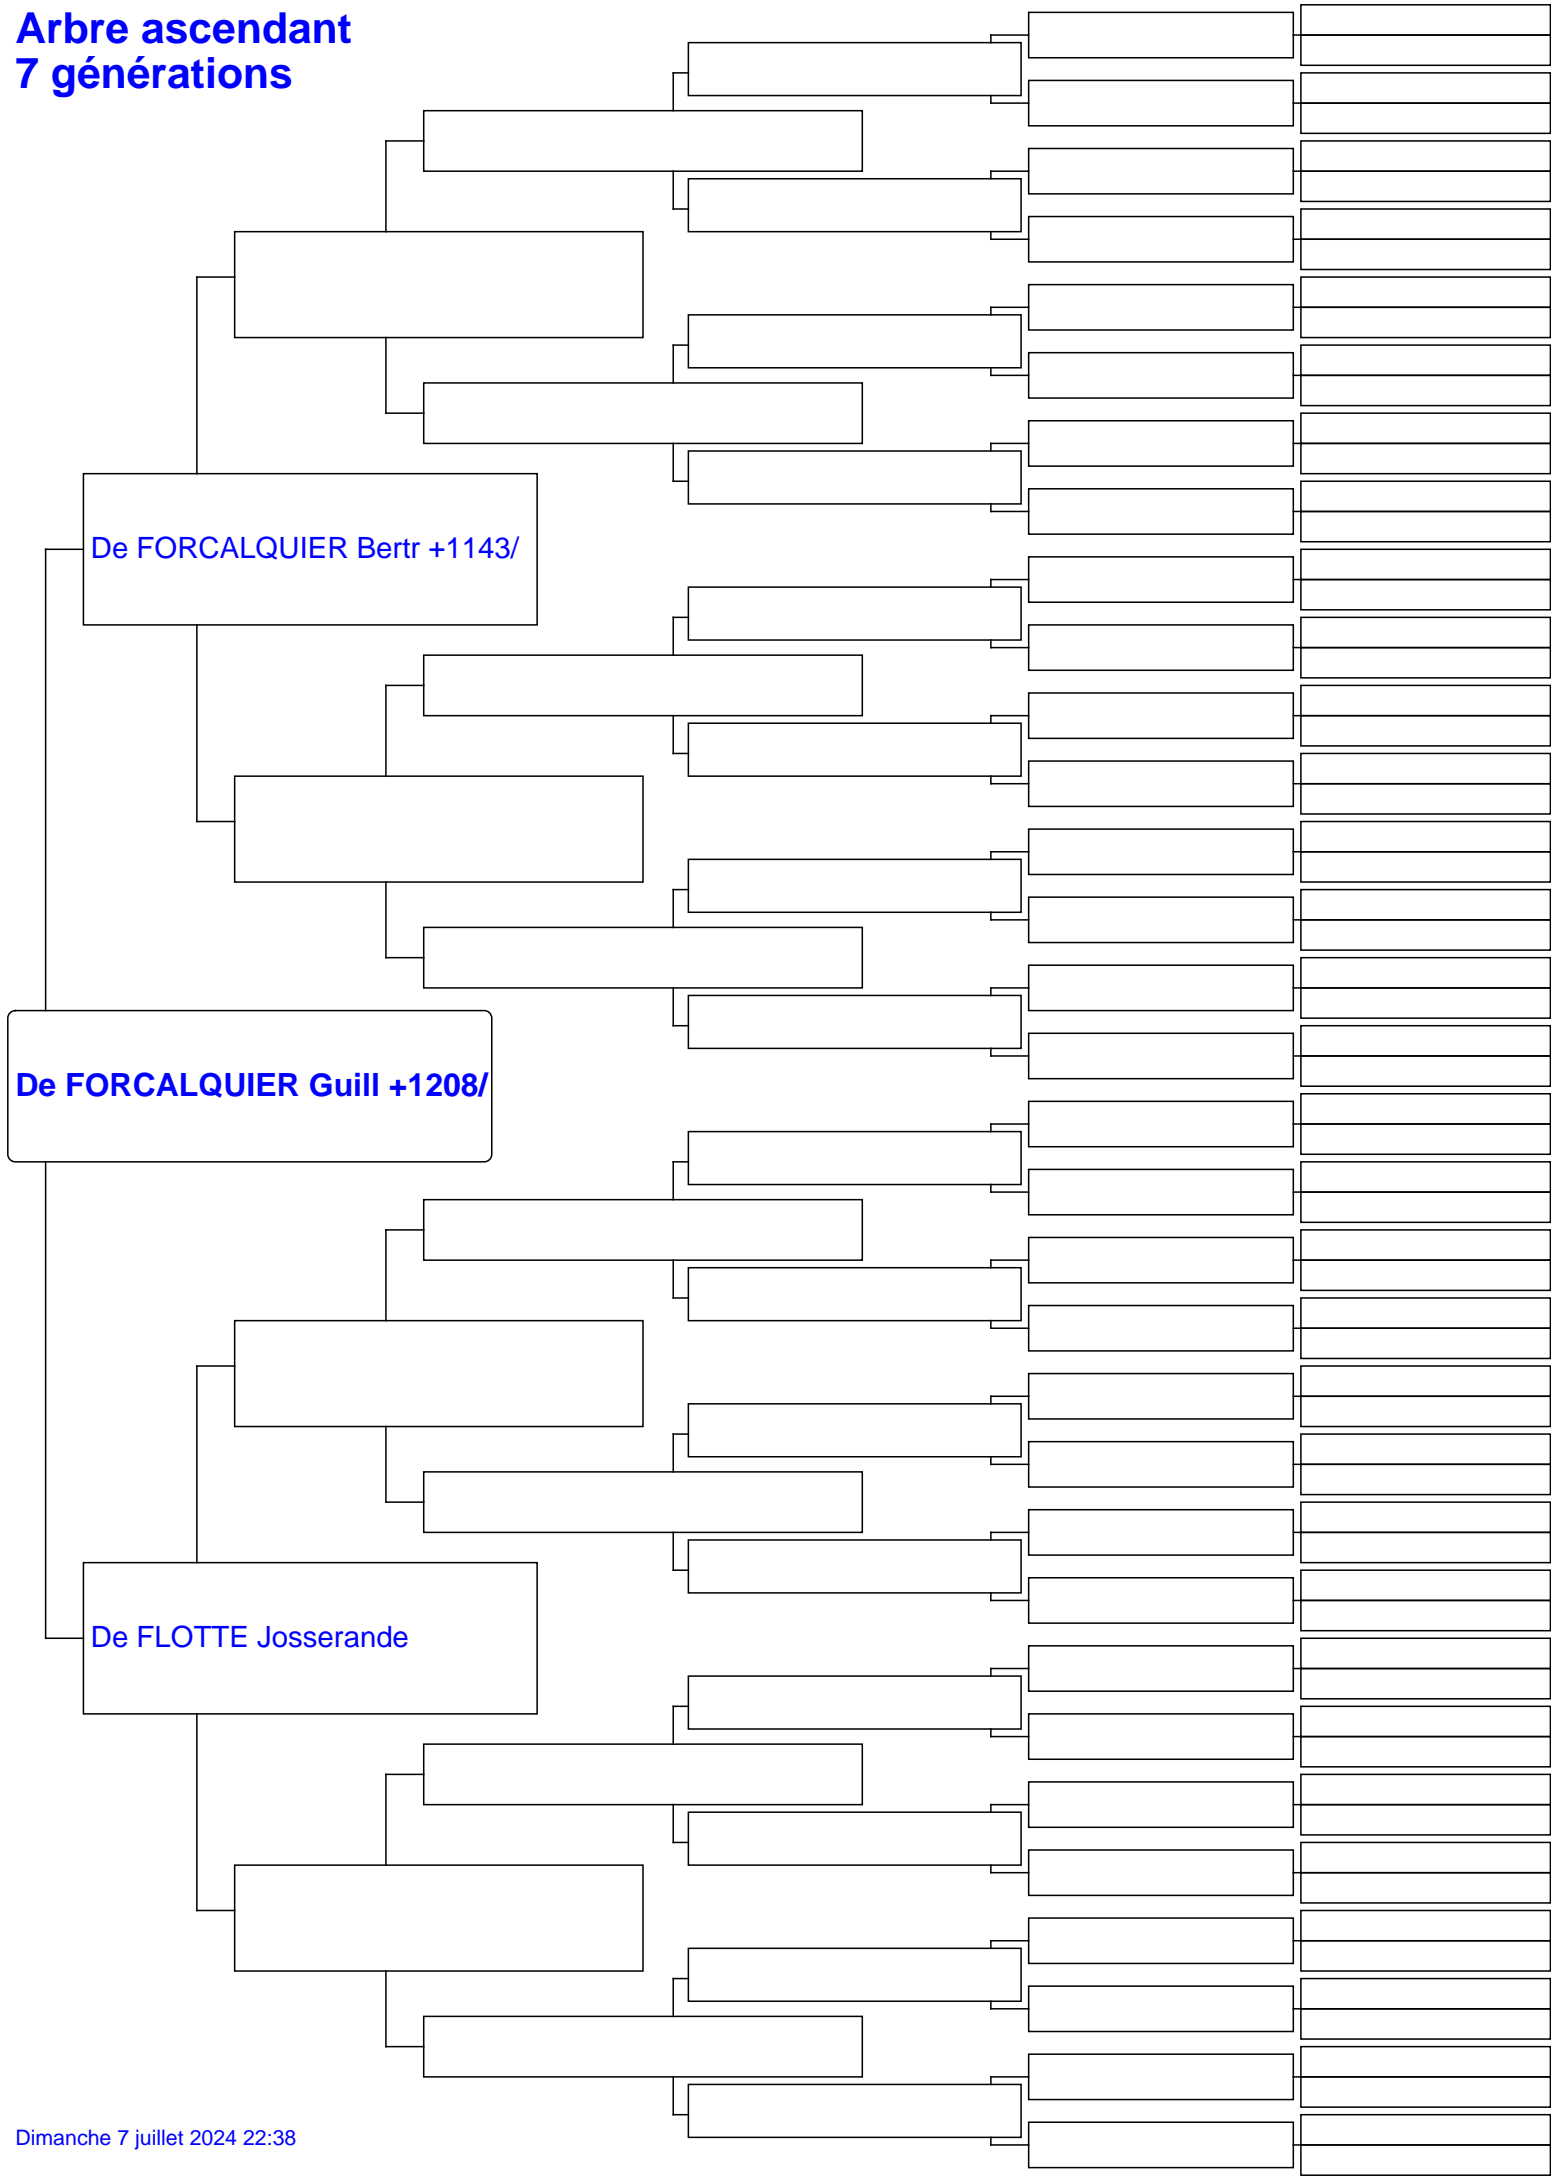 Arbre ascendant
7 générations
De FORCALQUIER Bertr +1143/
De FORCALQUIER Guill +1208/
De FLOTTE Josserande
Dimanche 7 juillet 2024 22:38